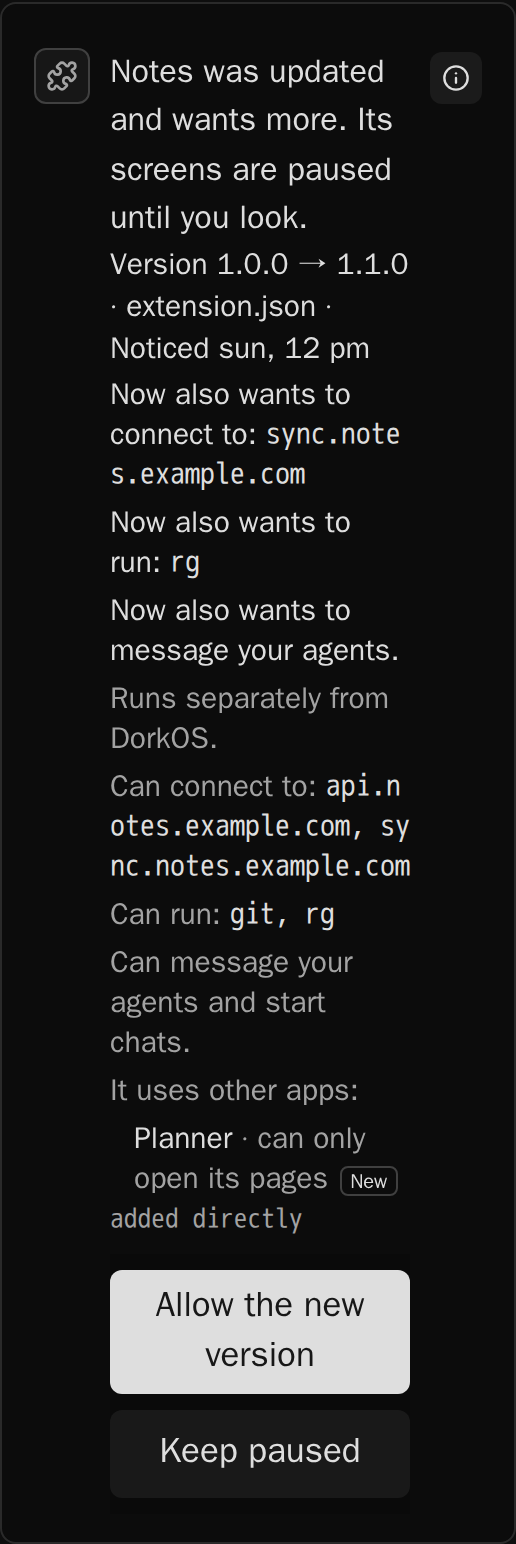 Notes was updated
and wants more. Its
screens are paused
until you look.
Version 1.0.0 → 1.1.0
· extension.json ·
Noticed sun, 12 pm
Now also wants to
connect to: sync.note
s.example.com
Now also wants to
run: rg
Now also wants to
message your agents.
Runs separately from
DorkOS.
Can connect to: api.n
otes.example.com, sy
nc.notes.example.com
Can run: git, rg
Can message your
agents and start
chats.
It uses other apps:
Planner · can only
open its pages New
added directly
Allow the new
version
Keep paused